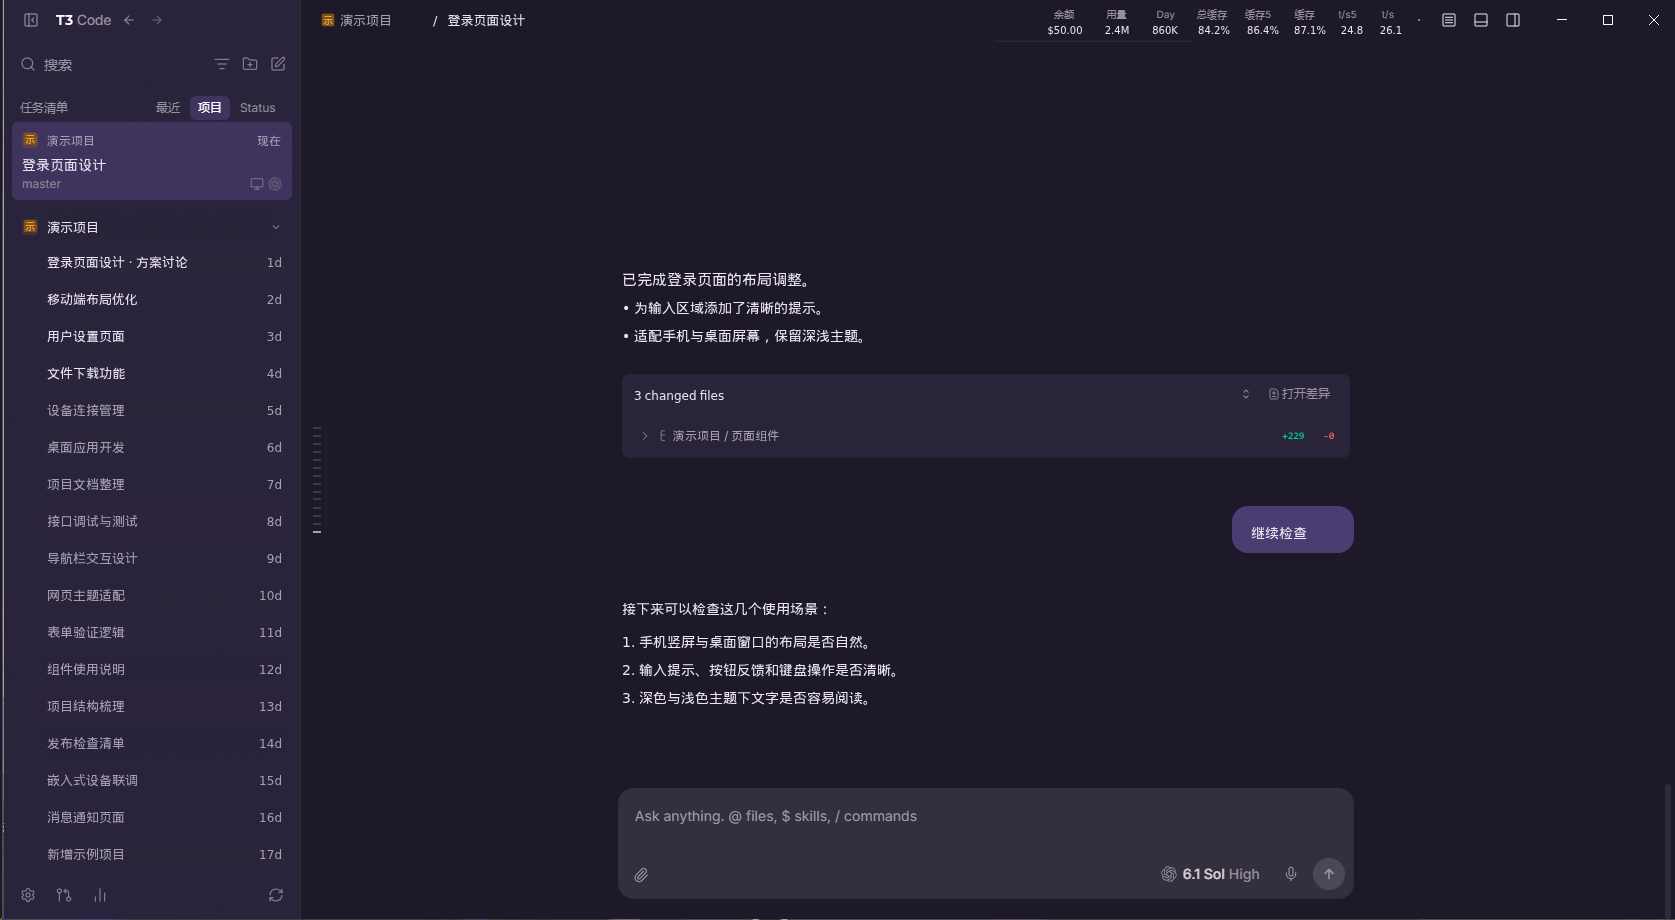 T3 Code
演示项目 / 登录页面设计
余额 用量 Day 总缓存 缓存5 缓存 t/s5 t/s
$50.00 2.4M 860K 84.2% 86.4% 87.1% 24.8 26.1
搜索
任务清单 最近 项目 Status
示 演示项目 现在
登录页面设计
master
示 演示项目
登录页面设计 · 方案讨论 1d
移动端布局优化 2d
用户设置页面 3d
文件下载功能 4d
设备连接管理 5d
桌面应用开发 6d
项目文档整理 7d
接口调试与测试 8d
导航栏交互设计 9d
网页主题适配 10d
表单验证逻辑 11d
组件使用说明 12d
项目结构梳理 13d
发布检查清单 14d
嵌入式设备联调 15d
消息通知页面 16d
新增示例项目 17d
已完成登录页面的布局调整。
• 为输入区域添加了清晰的提示。
• 适配手机与桌面屏幕，保留深浅主题。
3 changed files 打开差异
演示项目 / 页面组件 +229 -0
继续检查
接下来可以检查这几个使用场景：
1. 手机竖屏与桌面窗口的布局是否自然。
2. 输入提示、按钮反馈和键盘操作是否清晰。
3. 深色与浅色主题下文字是否容易阅读。
Ask anything. @ files, $ skills, / commands
6.1 Sol High